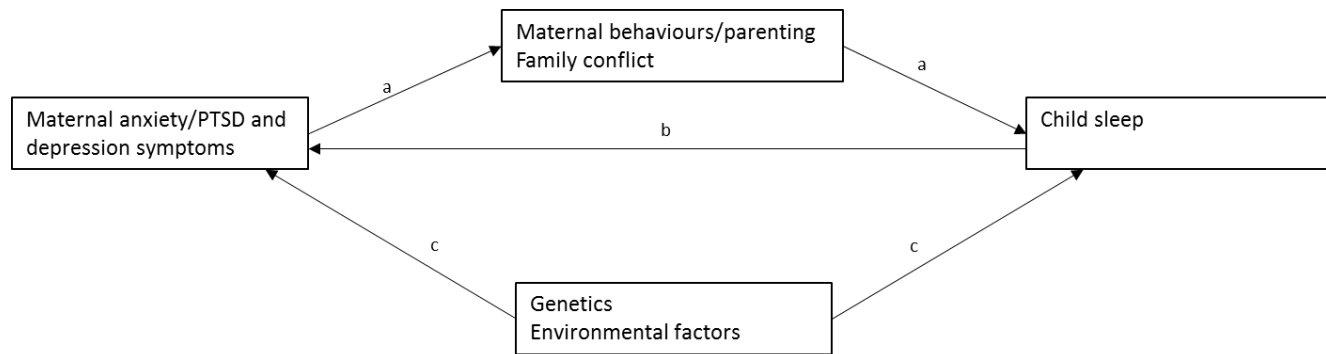 Maternal behaviours/parenting
Family conflict
a
a
Maternal anxiety/PTSD and
depression symptoms
Child sleep
b
c
c
Genetics
Environmental factors